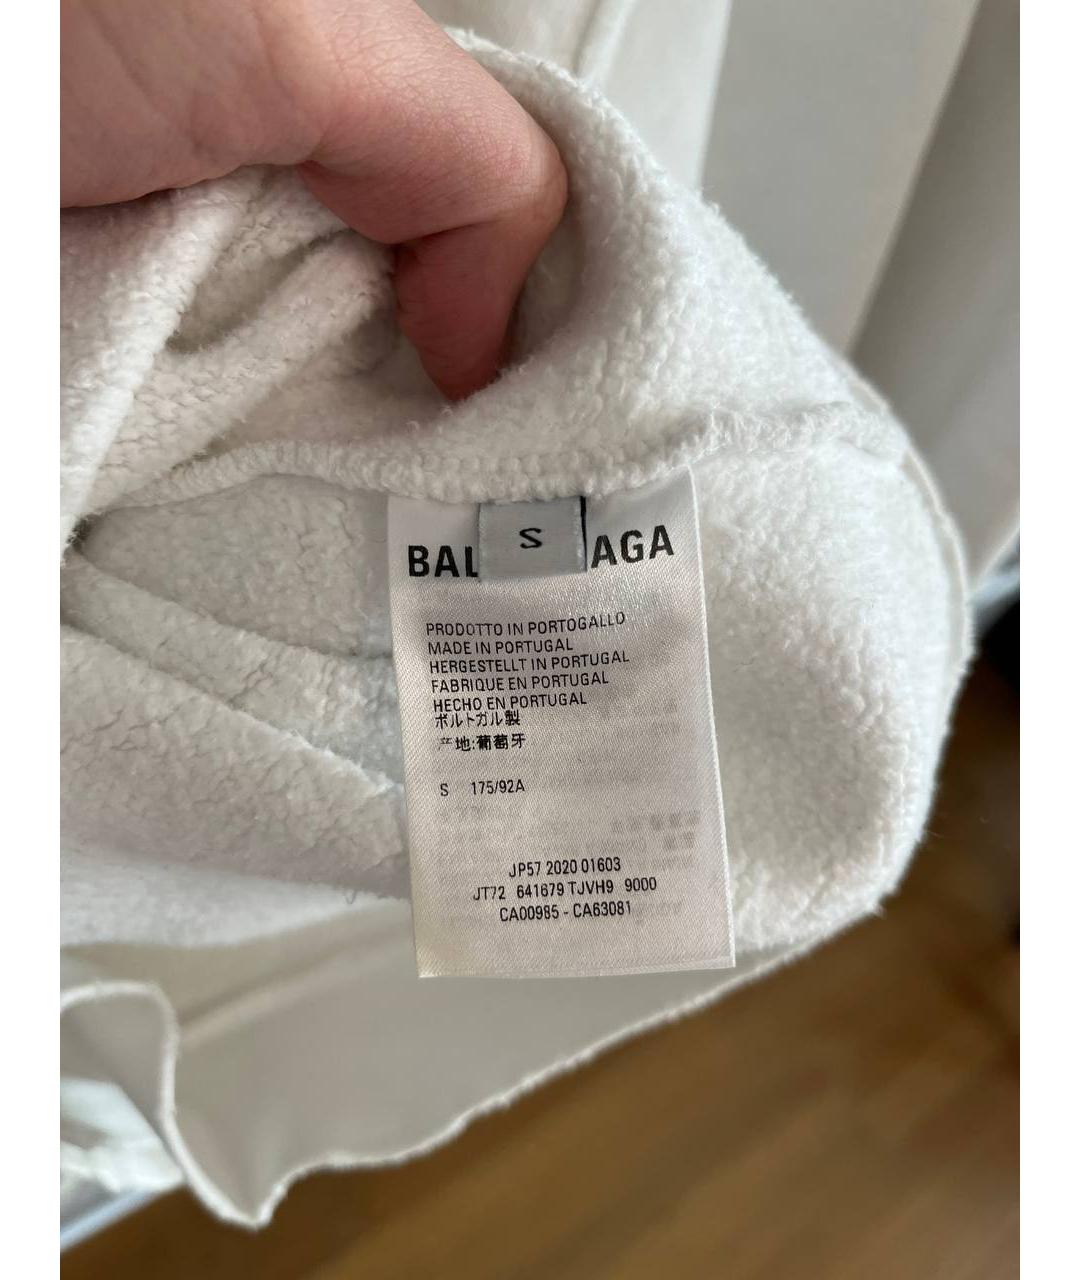 S
BAL AGA
PRODOTTO IN PORTOGALLO
MADE IN PORTUGAL
HERGESTELLT IN PORTUGAL
FABRIQUE EN PORTUGAL
HECHO EN PORTUGAL
ポルトガル製
产地:葡萄牙
S 175/92A
JP57 2020 01603
JT72 641679 TJVH9 9000
CA00985 - CA63081